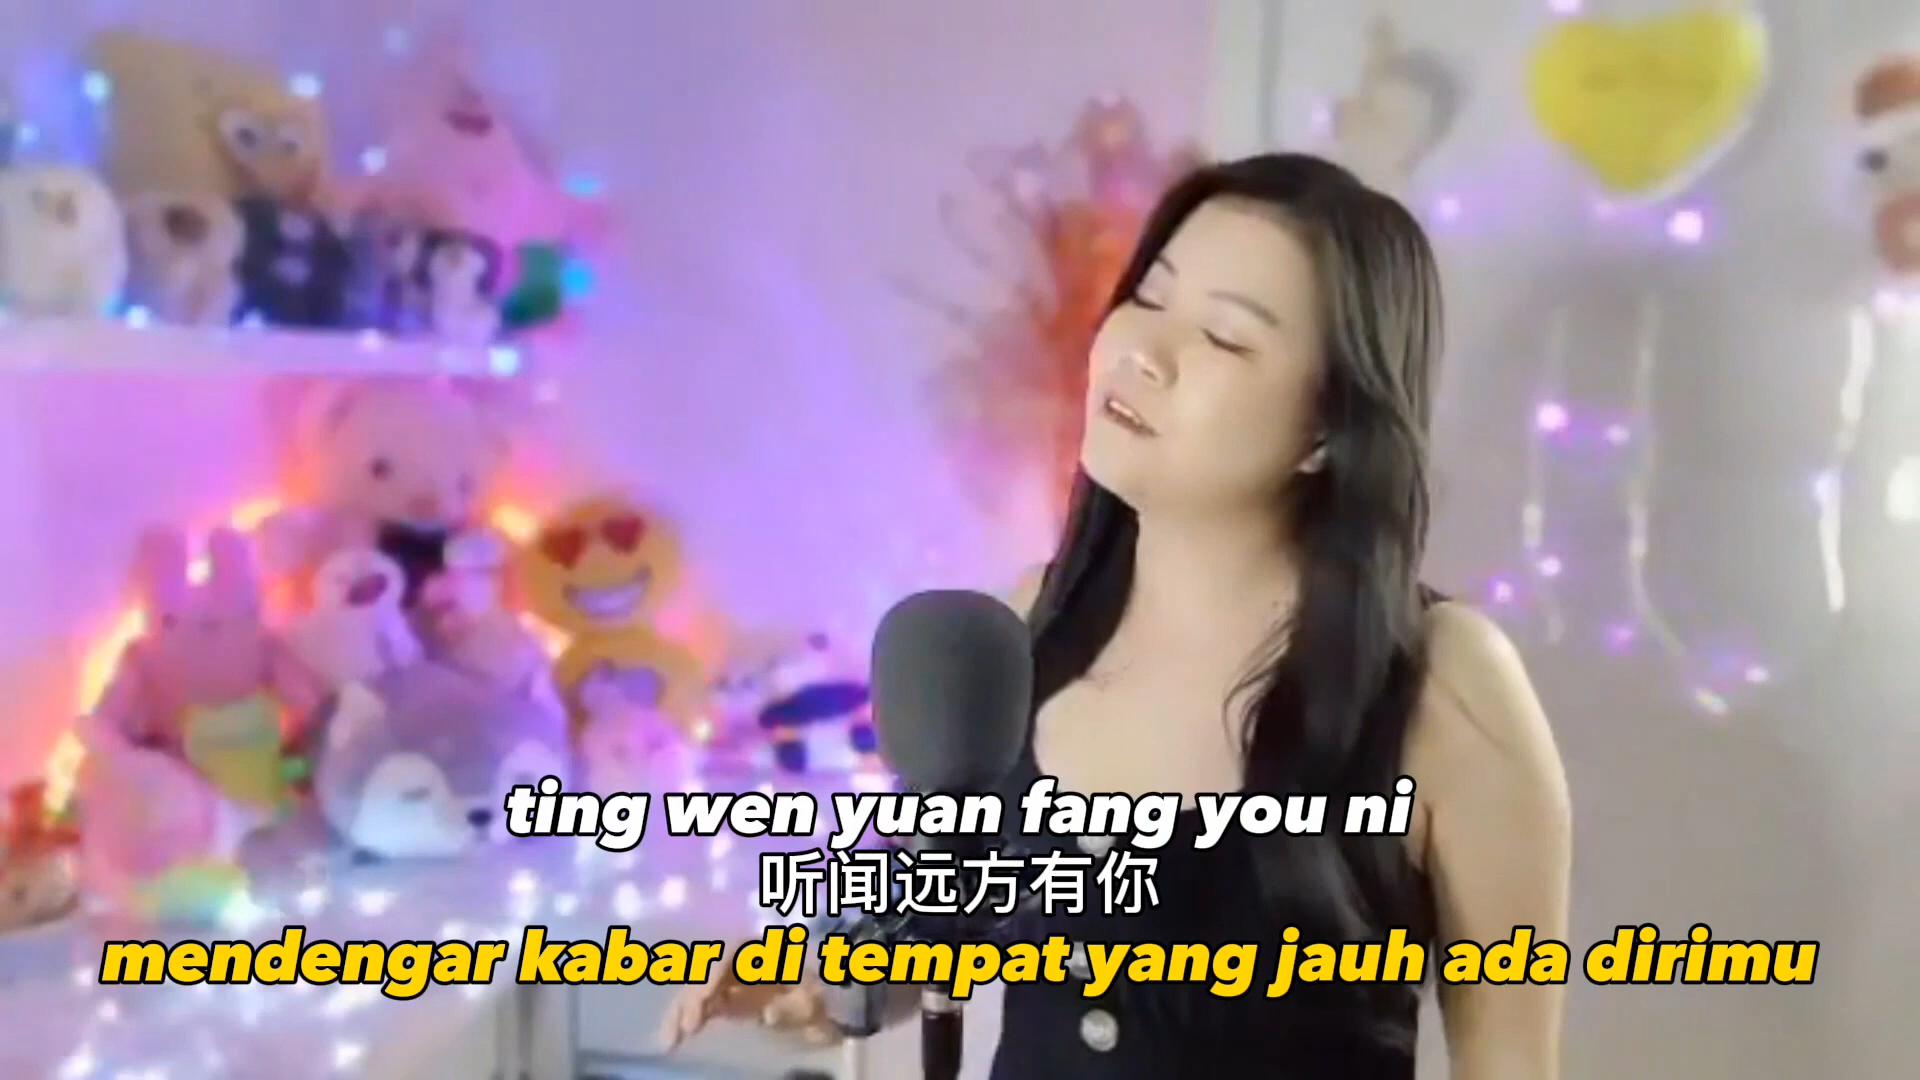 ting wen yuan fang you ni
听闻远方有你
mendengar kabar di tempat yang jauh ada dirimu